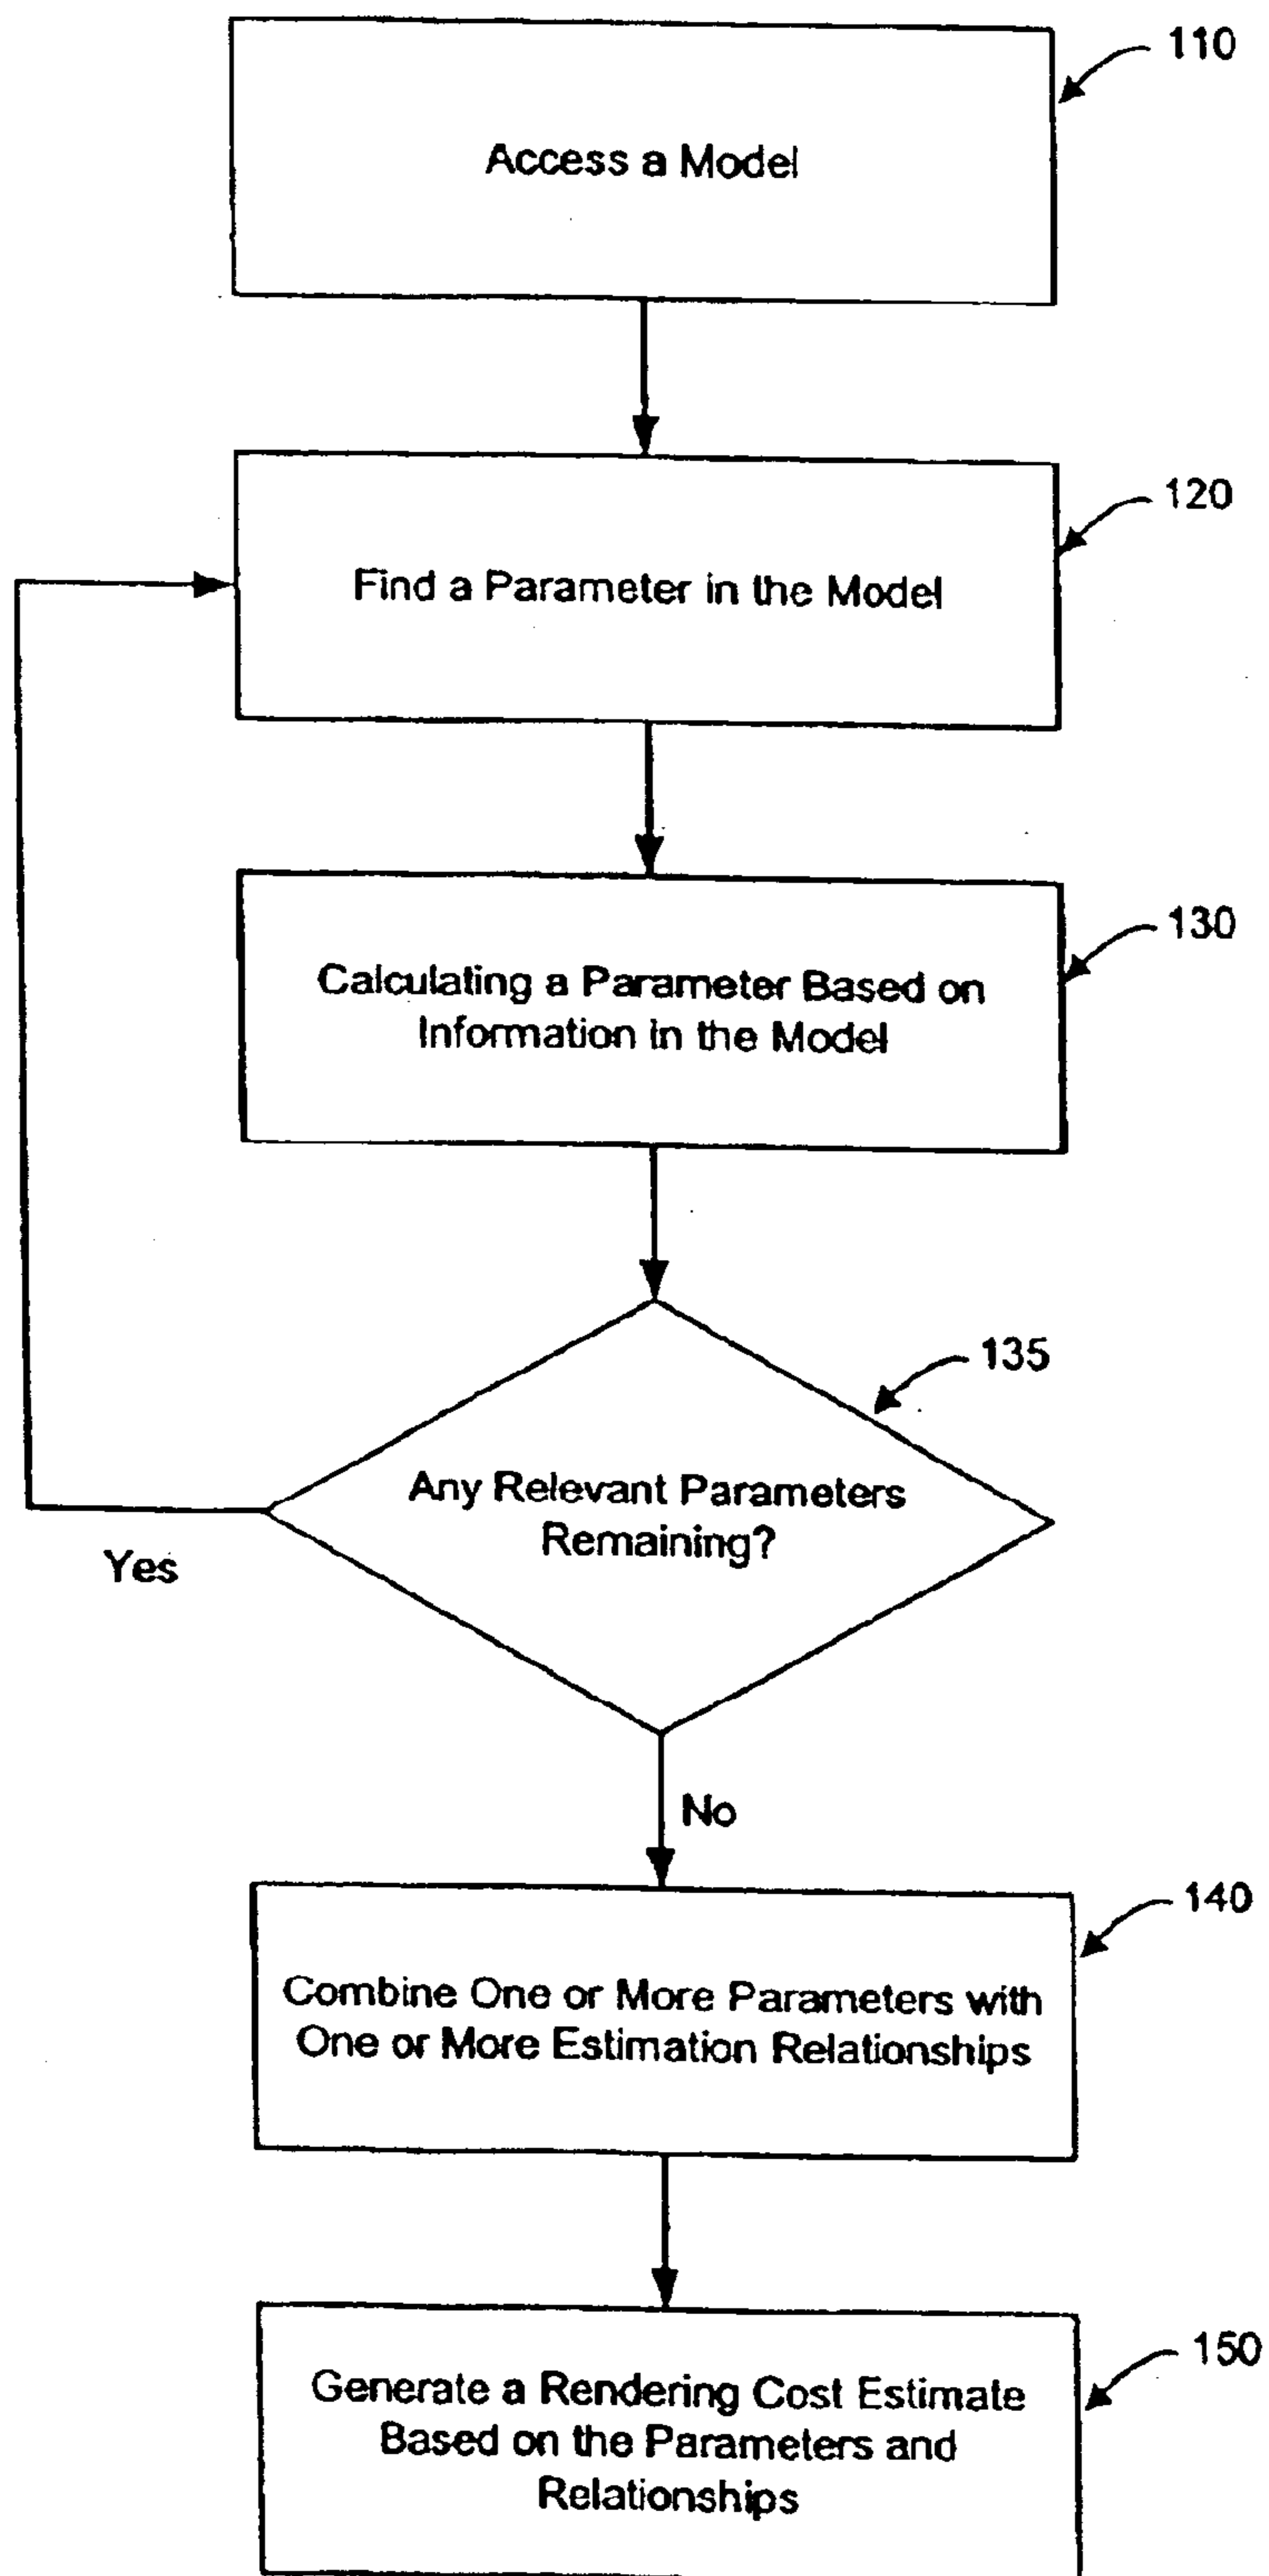 110
Access a Model
120
Find a Parameter in the Model
130
Calculating a Parameter Based on
Information in the Model
135
Any Relevant Parameters
Remaining?
Yes
No
140
Combine One or More Parameters with
One or More Estimation Relationships
150
Generate a Rendering Cost Estimate
Based on the Parameters and
Relationships